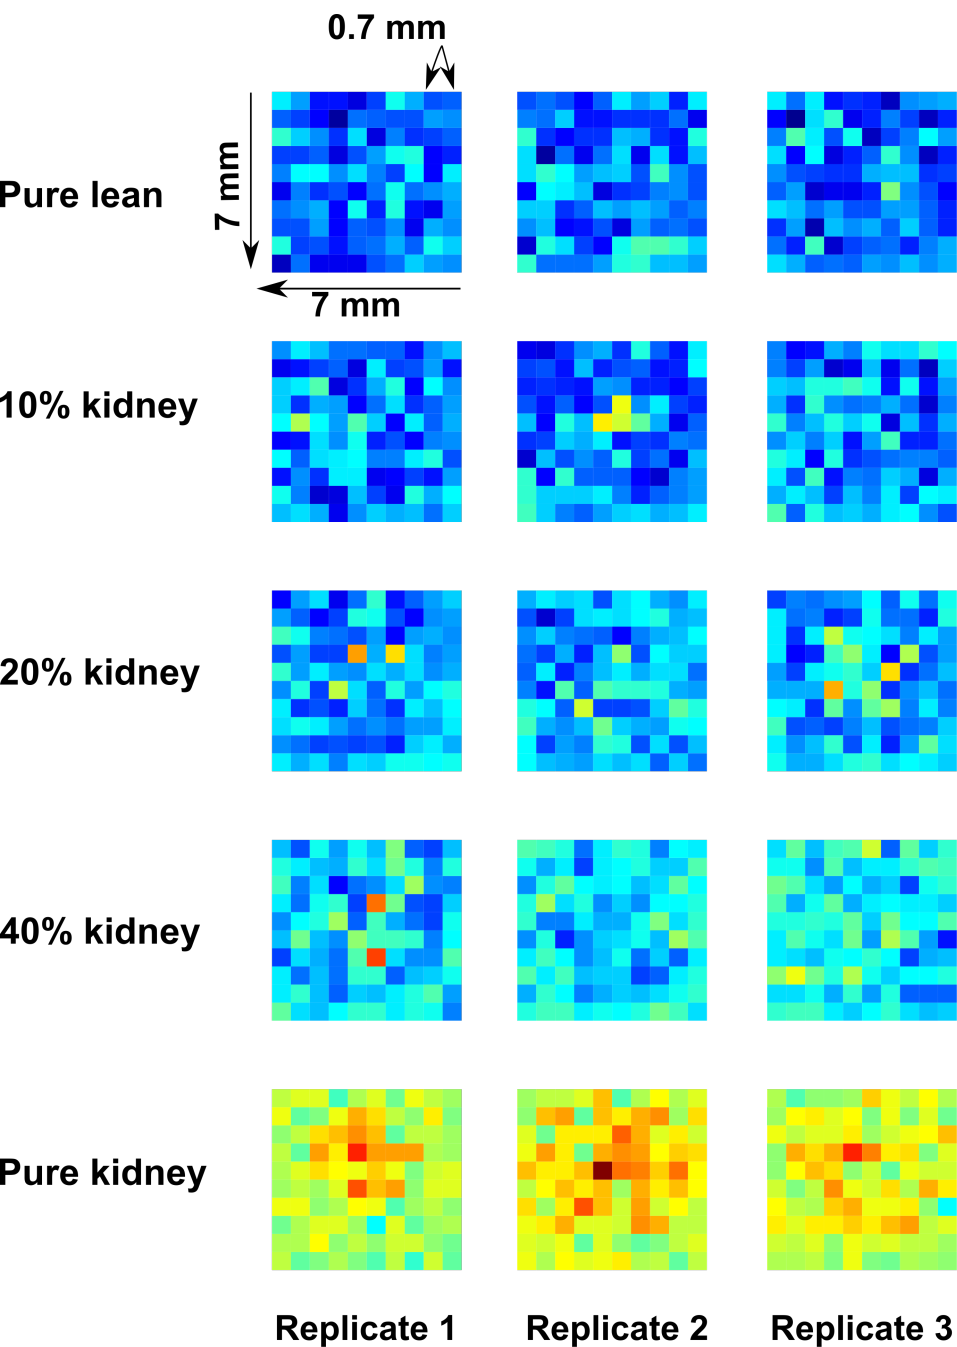 0.7 mm
7 mm
Pure lean
7 mm
10% kidney
20% kidney
40% kidney
Pure kidney
Replicate 1
Replicate 2
Replicate 3